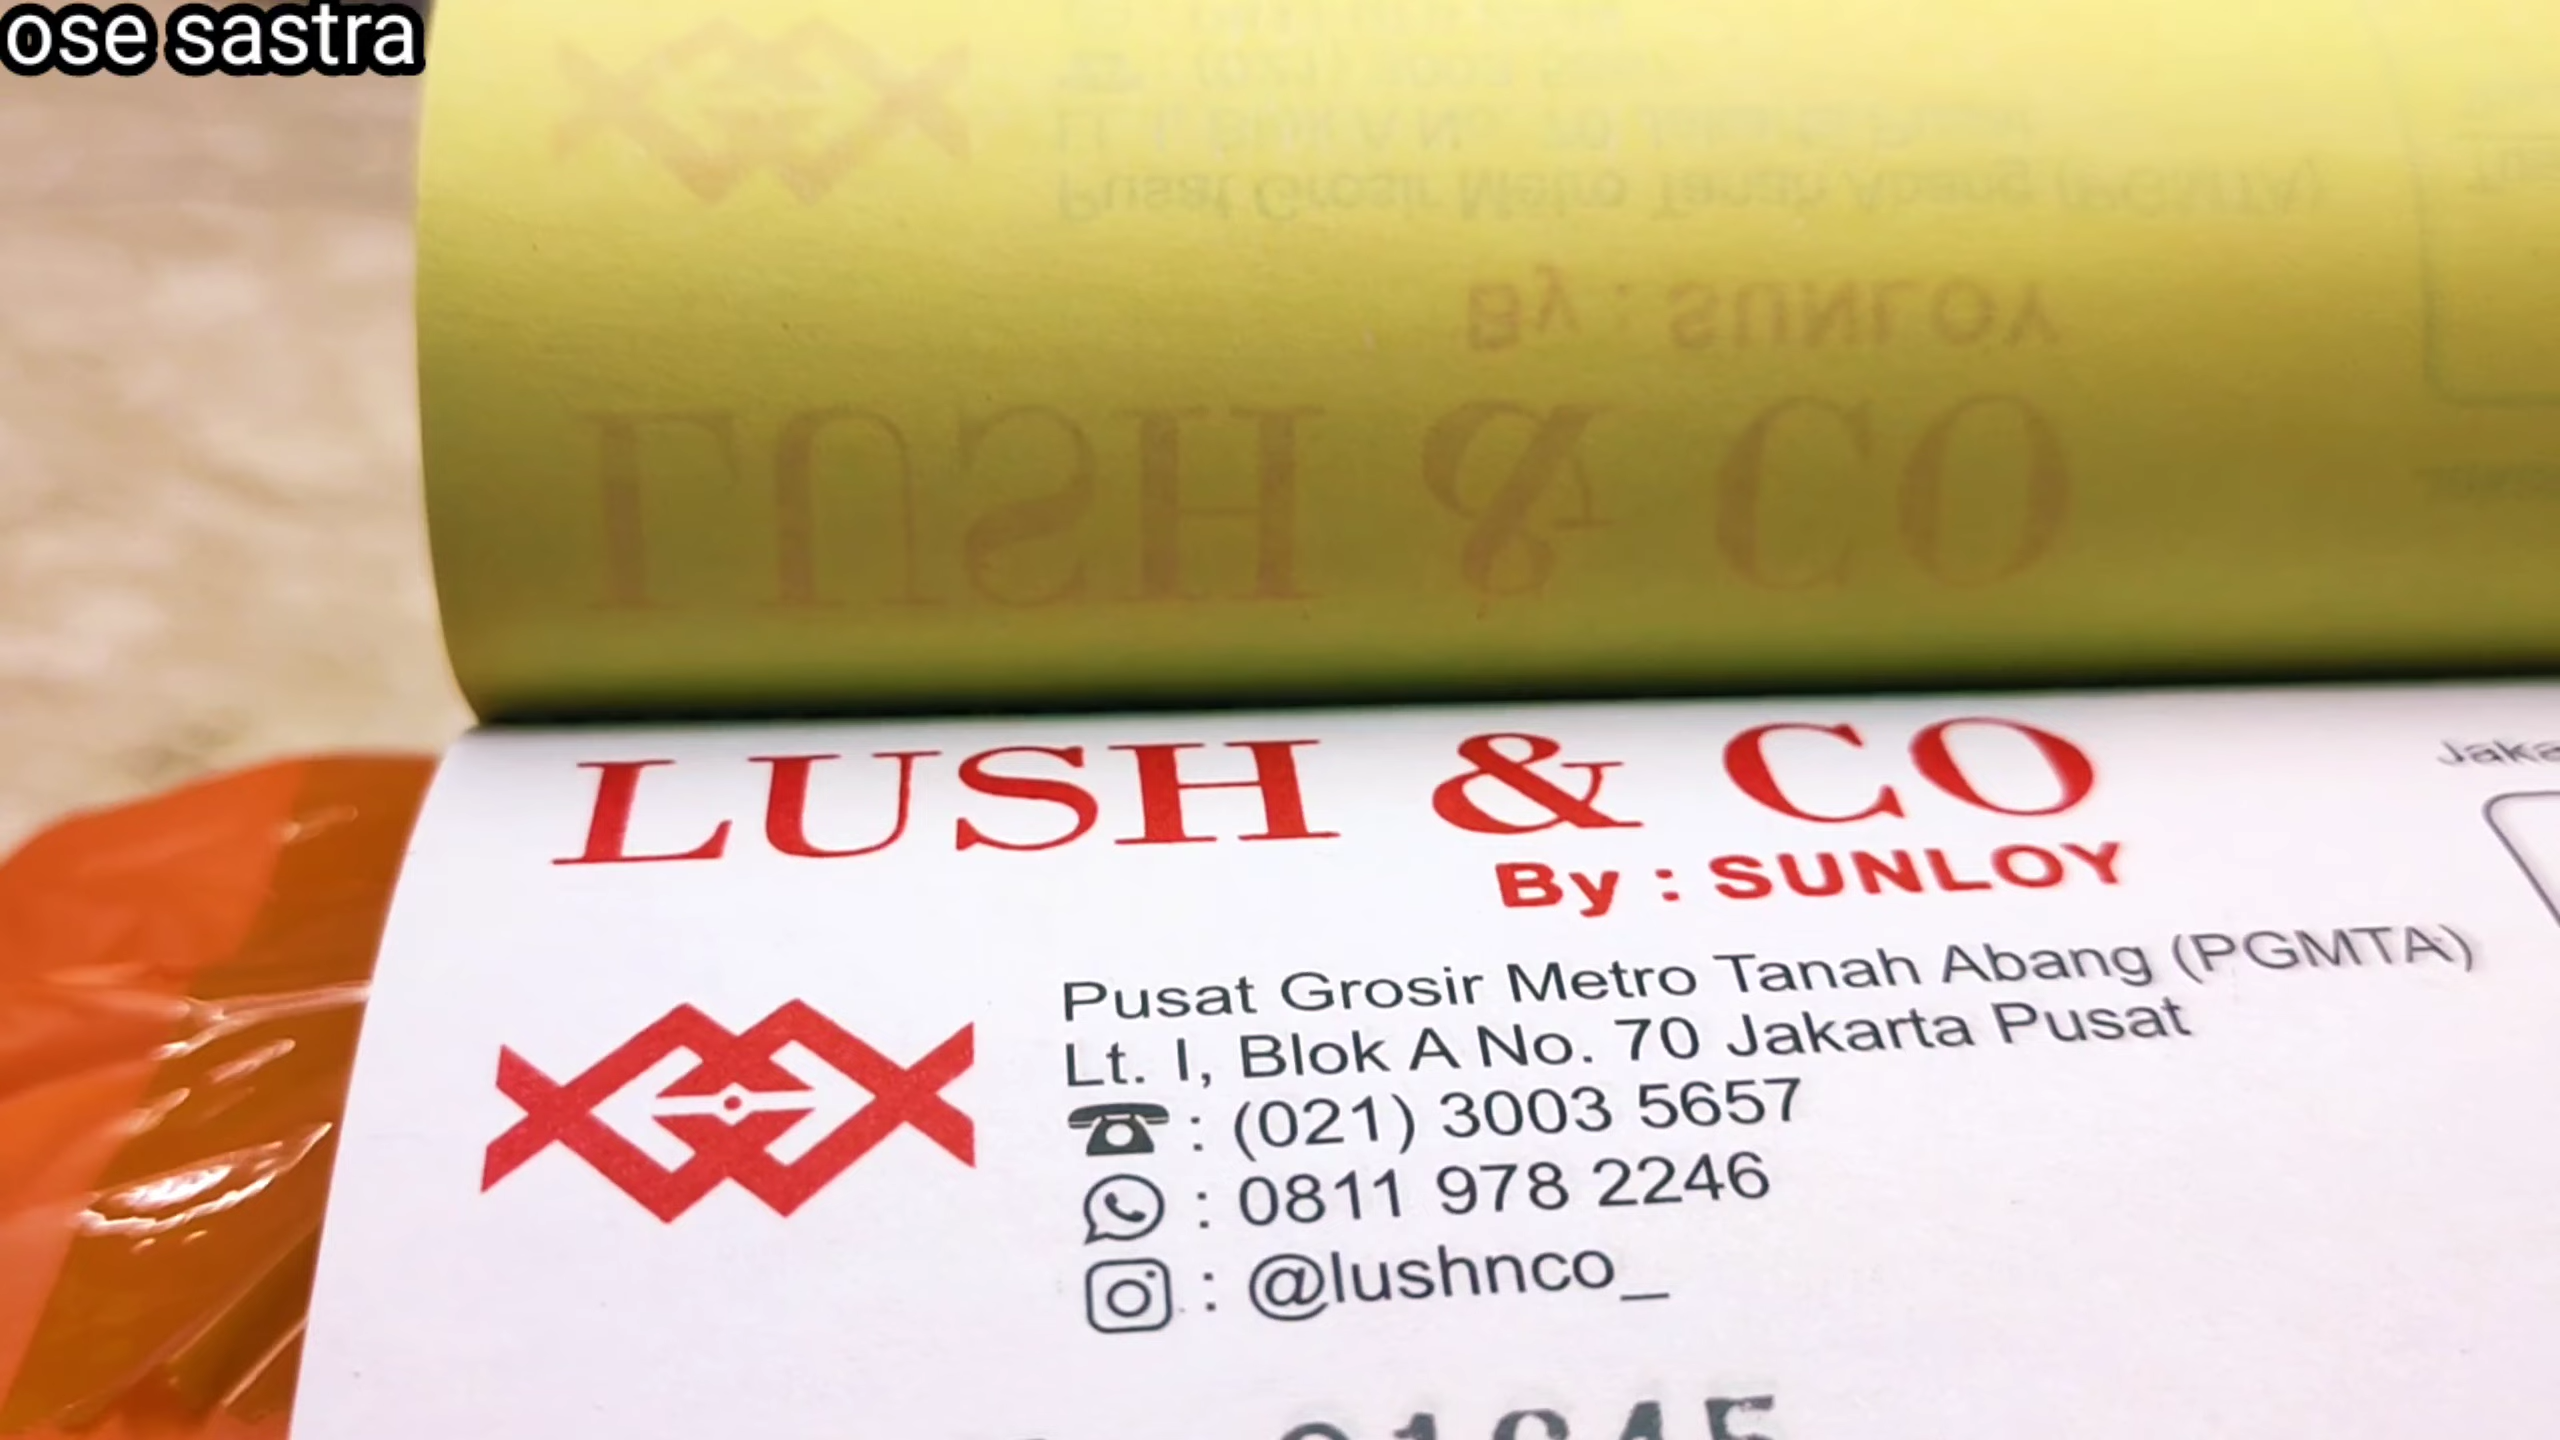 ose sastra
LUSH & CO
By : SUNLOY
Pusat Grosir Metro Tanah Abang (PGMTA)
Lt. I, Blok A No. 70 Jakarta Pusat
: (021) 3003 5657
: 0811 978 2246
: @lushnco_